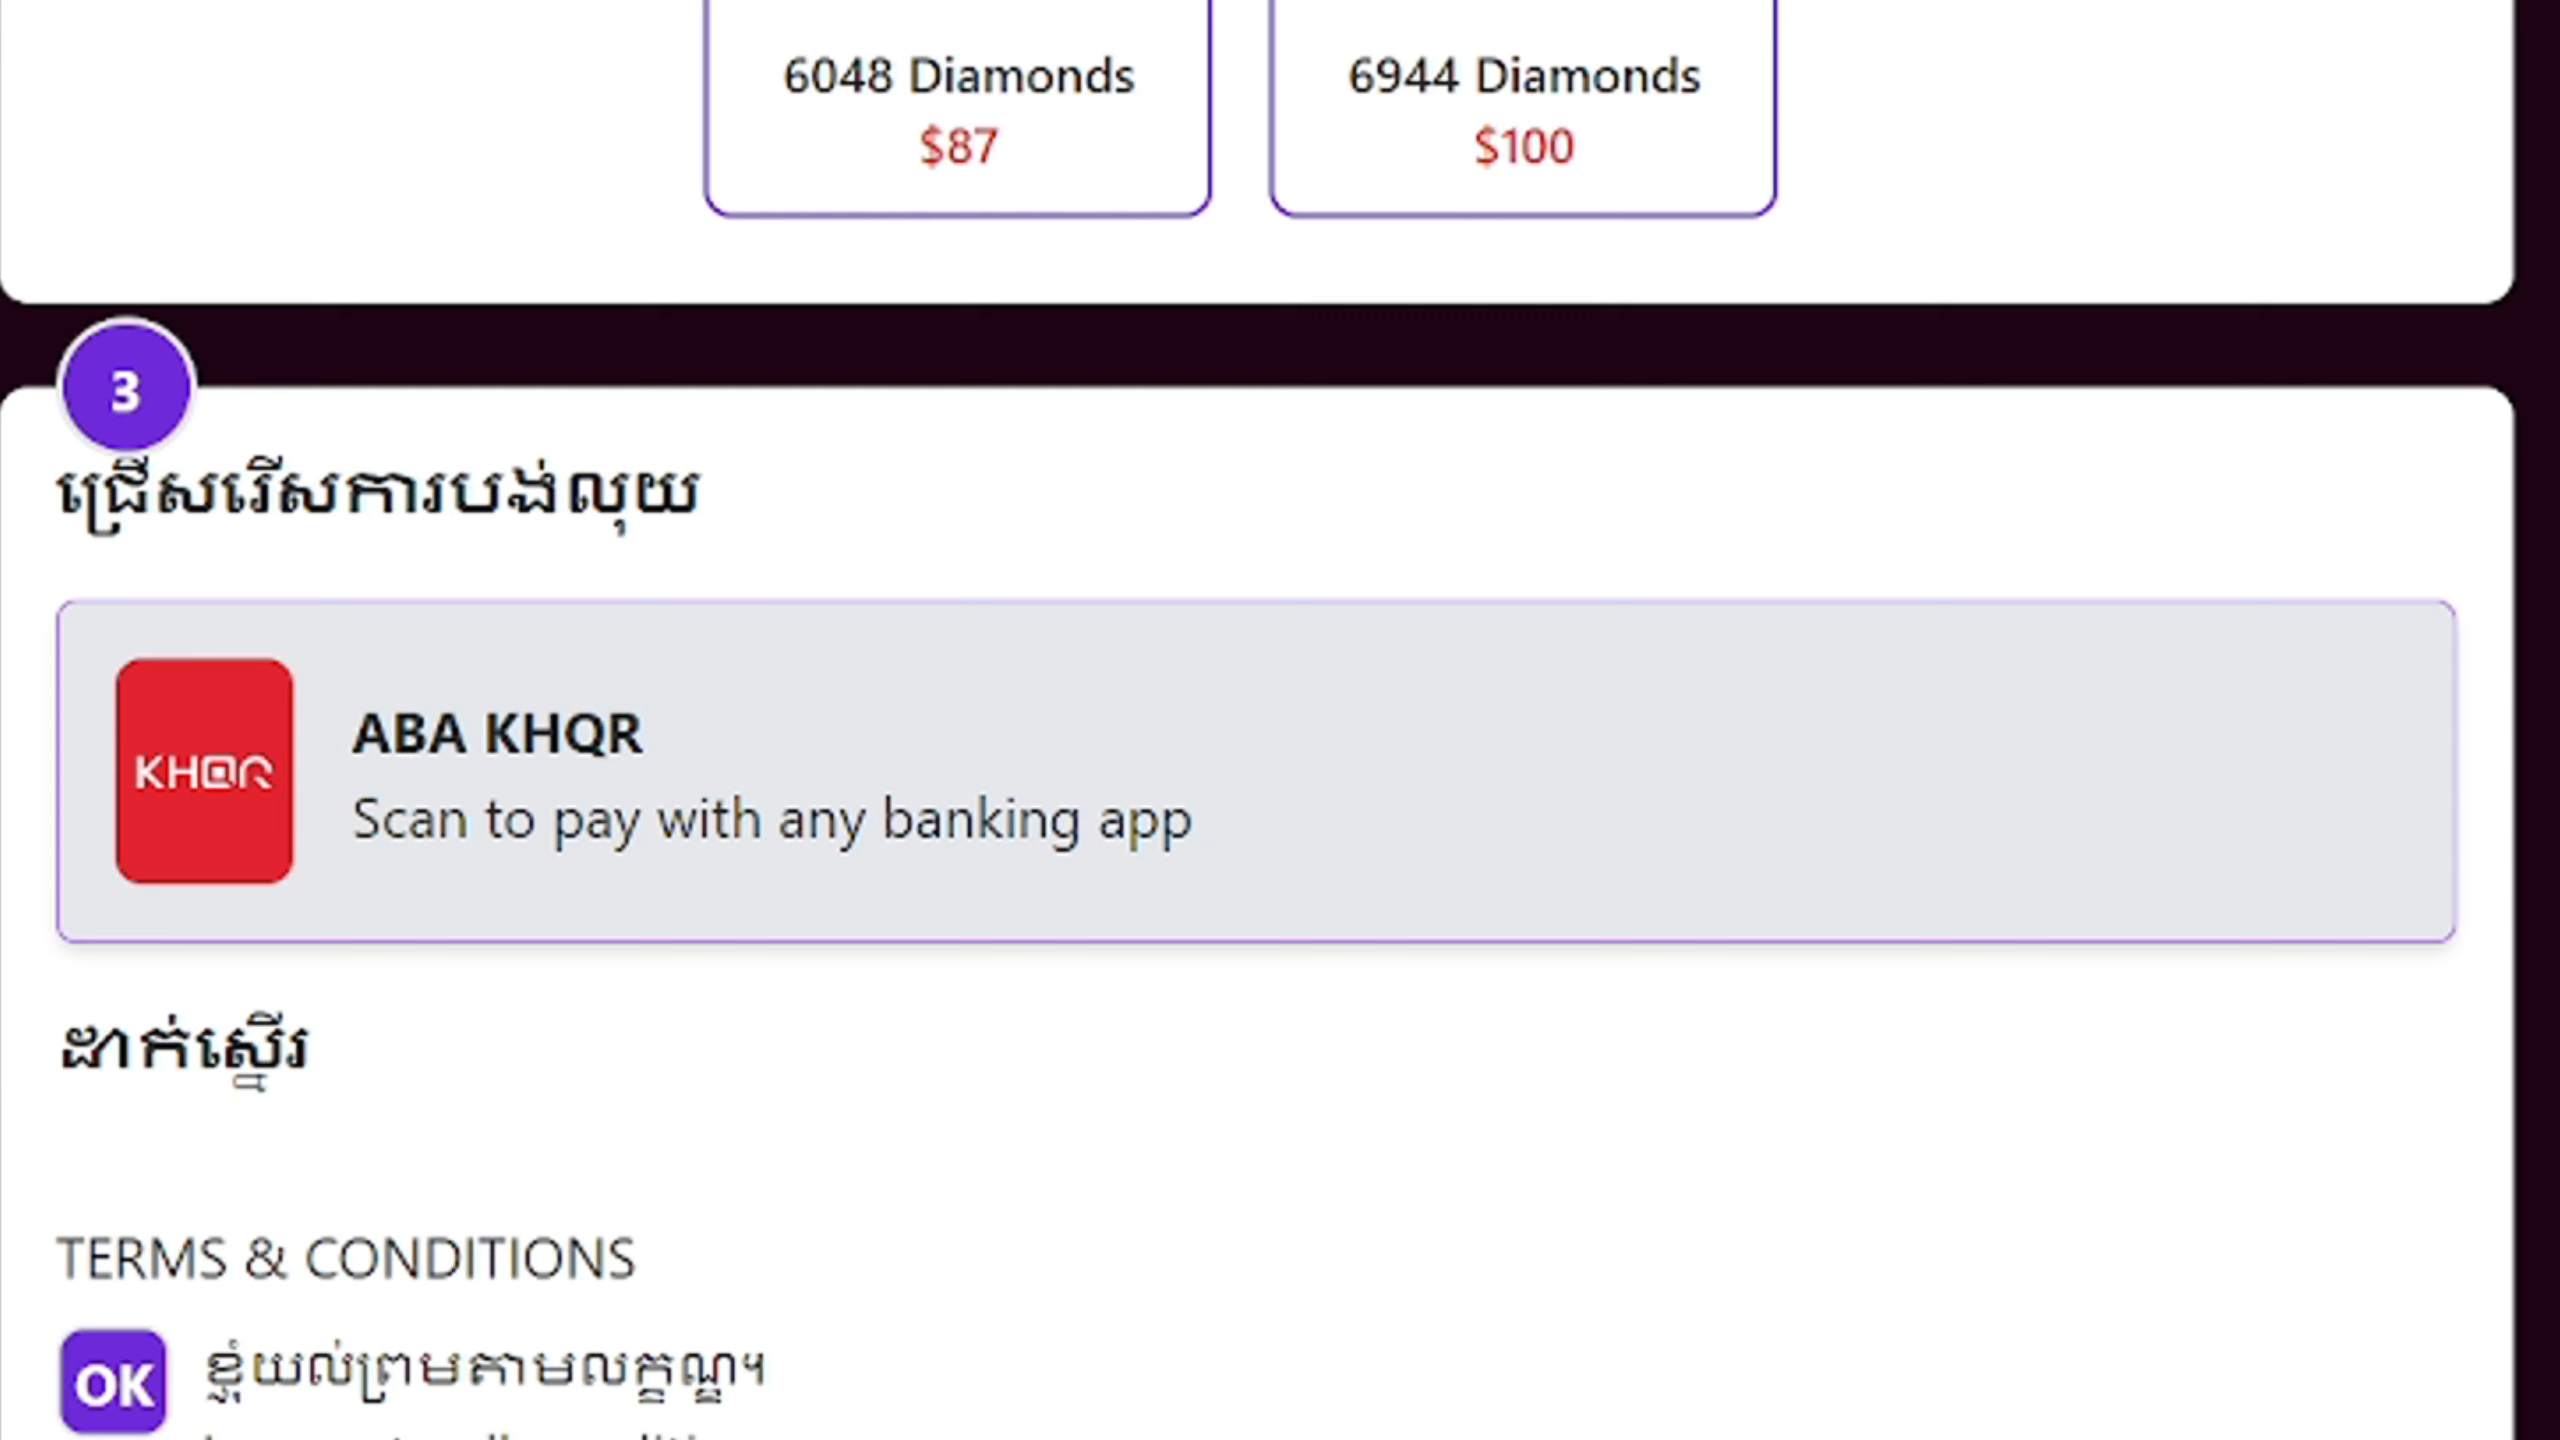 6048 Diamonds
$87
6944 Diamonds
$100
3
ជ្រើសរើសការបង់លុយ
KHQR
ABA KHQR
Scan to pay with any banking app
ដាក់ស្នើរ
TERMS & CONDITIONS
OK
ខ្ញុំយល់ព្រមតាមលក្ខណ្ឌ។